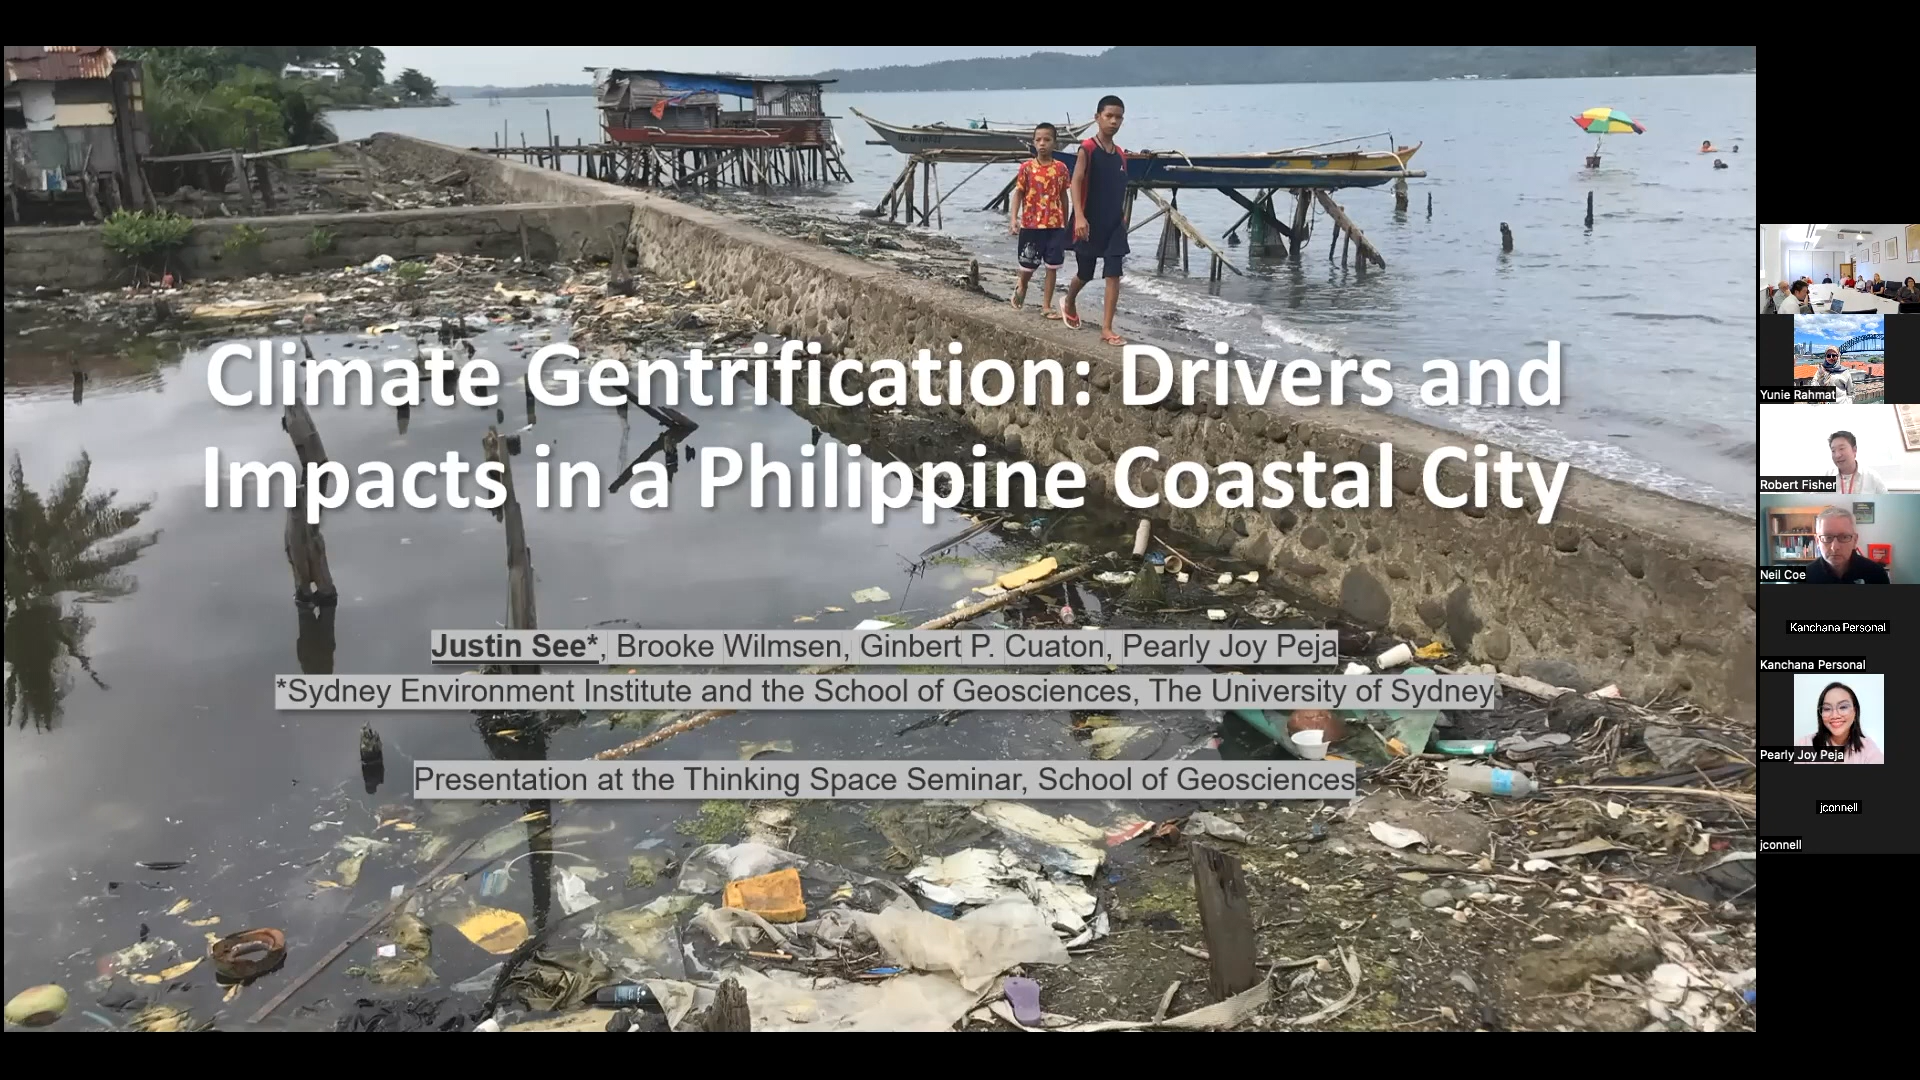 Climate Gentrification: Drivers and
Impacts in a Philippine Coastal City
Justin See*, Brooke Wilmsen, Ginbert P. Cuaton, Pearly Joy Peja
*Sydney Environment Institute and the School of Geosciences, The University of Sydney
Presentation at the Thinking Space Seminar, School of Geosciences
Yunie Rahmat
Robert Fisher
Neil Coe
Kanchana Personal
Kanchana Personal
Pearly Joy Peja
jconnell
jconnell